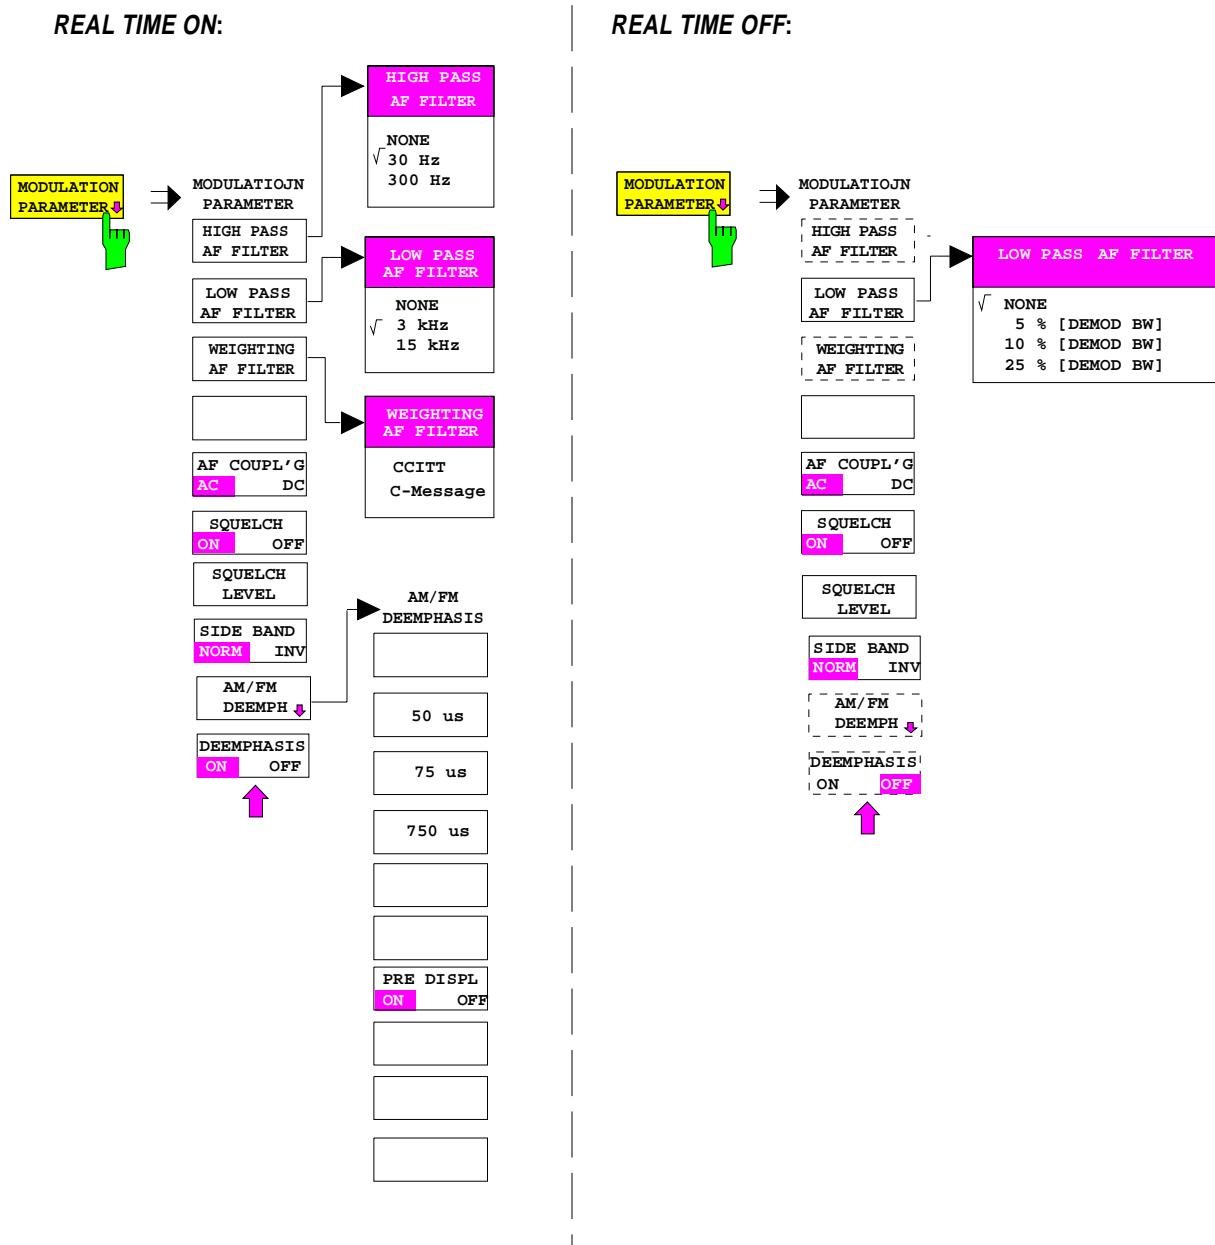 REAL TIME ON:
MODULATION
PARAMETER
MODULATIOJN
PARAMETER
HIGH PASS
AF FILTER
LOW PASS
AF FILTER
WEIGHTING
AF FILTER
AF COUPL'G
AC DC
SQUELCH
ON OFF
SQUELCH
LEVEL
SIDE BAND
NORM INV
AM/FM
DEEMPH
DEEMPHASIS
ON OFF
HIGH PASS
AF FILTER
NONE
√ 30 Hz
300 Hz
LOW PASS
AF FILTER
NONE
√ 3 kHz
15 kHz
WEIGHTING
AF FILTER
CCITT
C-Message
AM/FM
DEEMPHASIS
50 us
75 us
750 us
PRE DISPL
ON OFF
REAL TIME OFF:
MODULATION
PARAMETER
MODULATIOJN
PARAMETER
HIGH PASS
AF FILTER
LOW PASS
AF FILTER
WEIGHTING
AF FILTER
AF COUPL'G
AC DC
SQUELCH
ON OFF
SQUELCH
LEVEL
SIDE BAND
NORM INV
AM/FM
DEEMPH
DEEMPHASIS
ON OFF
LOW PASS AF FILTER
√ NONE
5 % [DEMOD BW]
10 % [DEMOD BW]
25 % [DEMOD BW]